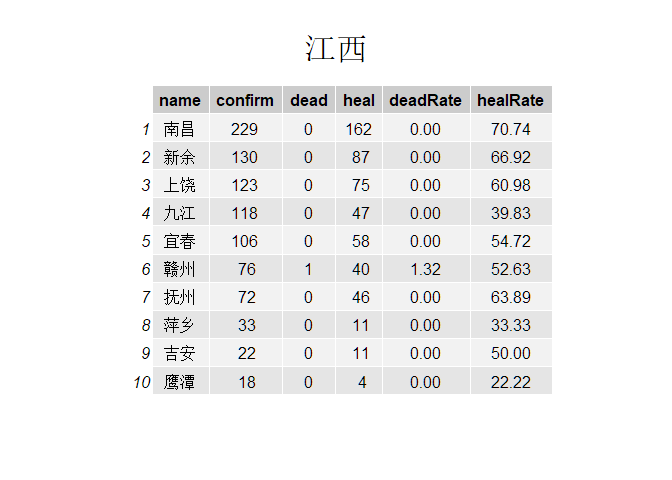 江西
name confirm dead heal deadRate healRate
1 南昌 229 0 162 0.00 70.74
2 新余 130 0 87 0.00 66.92
3 上饶 123 0 75 0.00 60.98
4 九江 118 0 47 0.00 39.83
5 宜春 106 0 58 0.00 54.72
6 赣州 76 1 40 1.32 52.63
7 抚州 72 0 46 0.00 63.89
8 萍乡 33 0 11 0.00 33.33
9 吉安 22 0 11 0.00 50.00
10 鹰潭 18 0 4 0.00 22.22